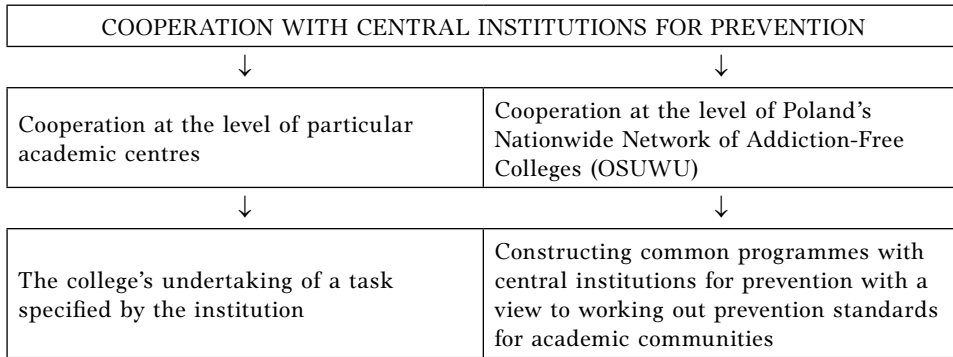 COOPERATION WITH CENTRAL INSTITUTIONS FOR PREVENTION
↓ ↓
Cooperation at the level of particular
academic centres
Cooperation at the level of Poland's
Nationwide Network of Addiction-Free
Colleges (OSUWU)
↓ ↓
The college's undertaking of a task
specified by the institution
Constructing common programmes with
central institutions for prevention with a
view to working out prevention standards
for academic communities